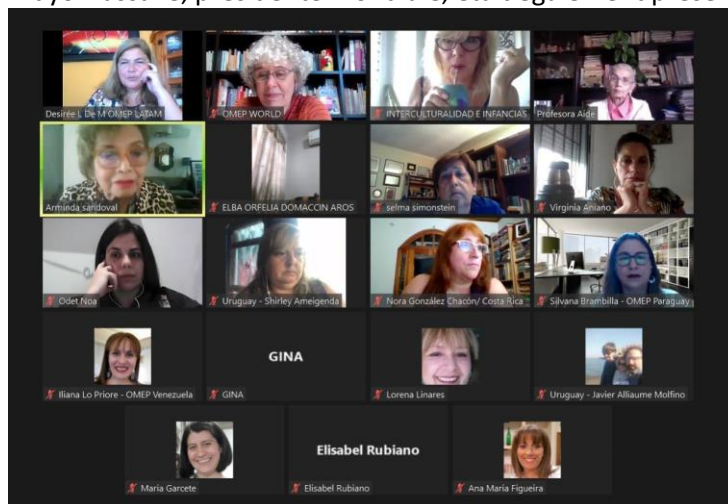 Desirée L De M OMEP LATAM
OMEP WORLD
INTERCULTURALIDAD E INFANCIAS
Profesora Aide
Arminda sandoval
ELBA ORFELIA DOMACCIN AROS
selma simonstein
Virginia Aniano
Odet Noa
Uruguay - Shirley Ameigenda
Nora González Chacón/ Costa Rica
Silvana Brambilla - OMEP Paraguay
Iliana Lo Priore - OMEP Venezuela
GINA
GINA
Lorena Linares
Uruguay - Javier Alliaume Molfino
Maria Garcete
Elisabel Rubiano
Elisabel Rubiano
Ana María Figueira